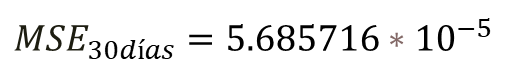 MSE₃₀días = 5.685716 * 10⁻⁵